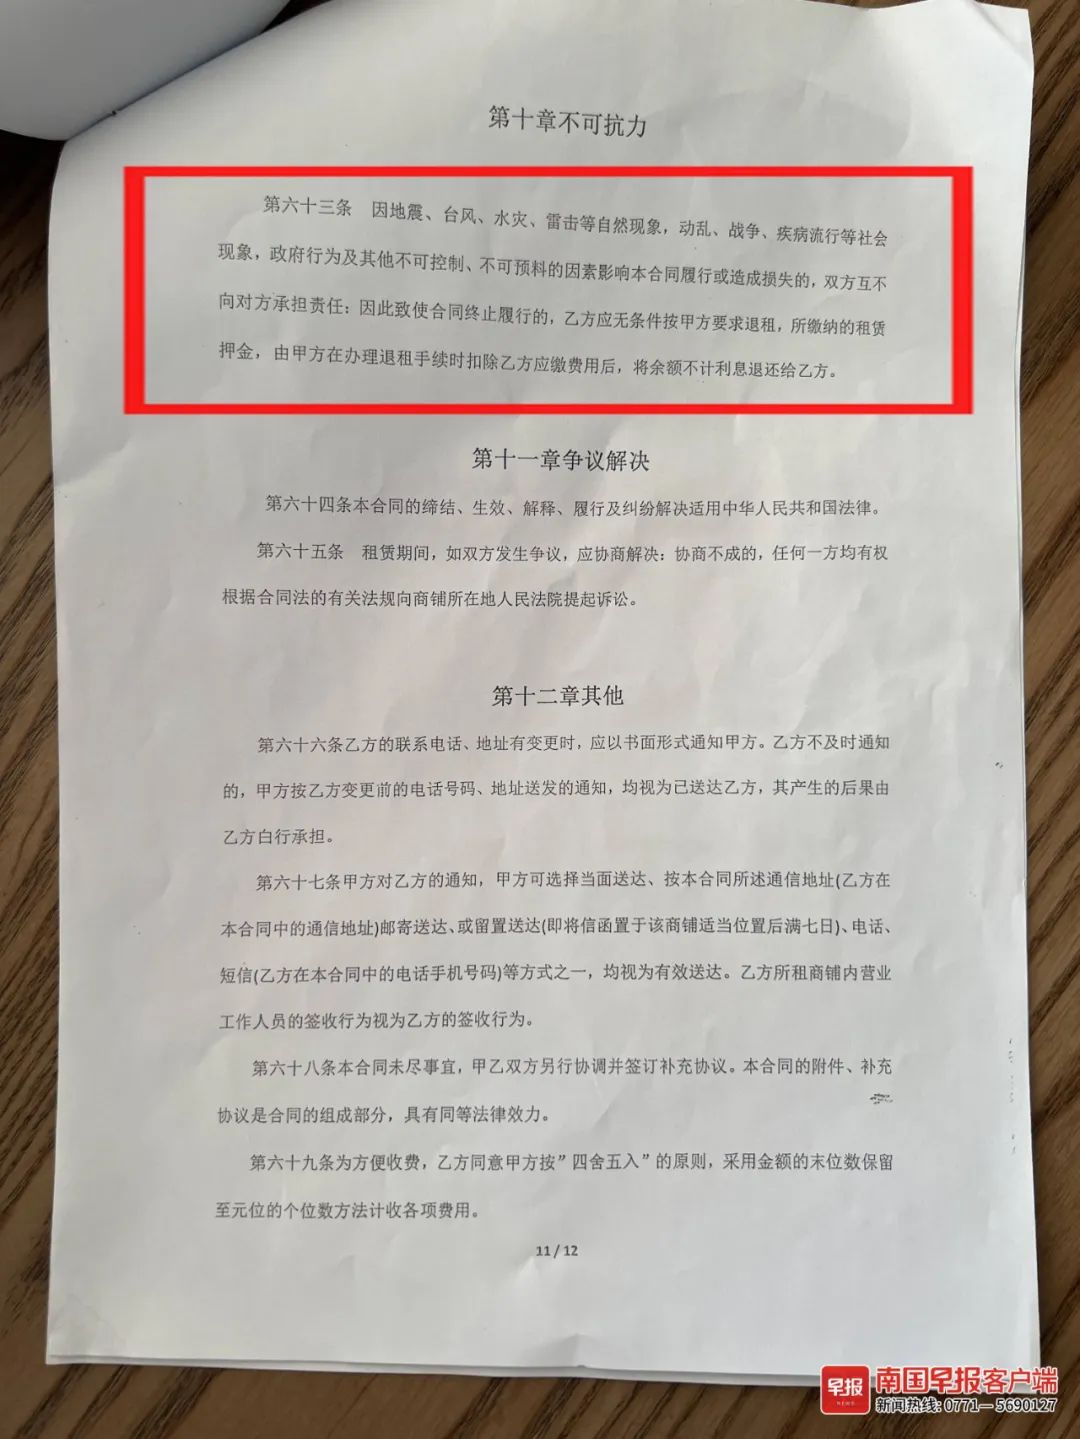 第十章不可抗力
第六十三条 因地震、台风、水灾、雷击等自然现象，动乱、战争、疾病流行等社会
现象，政府行为及其他不可控制、不可预料的因素影响本合同履行或造成损失的，双方互不
向对方承担责任：因此致使合同终止履行的，乙方应无条件按甲方要求退租，所缴纳的租赁
押金，由甲方在办理退租手续时扣除乙方应缴费用后，将余额不计利息退还给乙方。
第十一章争议解决
第六十四条本合同的缔结、生效、解释、履行及纠纷解决适用中华人民共和国法律。
第六十五条 租赁期间，如双方发生争议，应协商解决：协商不成的，任何一方均有权
根据合同法的有关法规向商铺所在地人民法院提起诉讼。
第十二章其他
第六十六条乙方的联系电话、地址有变更时，应以书面形式通知甲方。乙方不及时通知
的，甲方按乙方变更前的电话号码、地址送发的通知，均视为已送达乙方，其产生的后果由
乙方白行承担。
第六十七条甲方对乙方的通知，甲方可选择当面送达、按本合同所述通信地址(乙方在
本合同中的通信地址)邮寄送达、或留置送达(即将信函置于该商铺适当位置后满七日)、电话、
短信(乙方在本合同中的电话手机号码)等方式之一，均视为有效送达。乙方所租商铺内营业
工作人员的签收行为视为乙方的签收行为。
第六十八条本合同未尽事宜，甲乙双方另行协调并签订补充协议。本合同的附件、补充
协议是合同的组成部分，具有同等法律效力。
第六十九条为方便收费，乙方同意甲方按”四舍五入”的原则，采用金额的末位数保留
至元位的个位数方法计收各项费用。
11 / 12
早报
NEWS
南国早报客户端
新闻热线: 0771—5690127